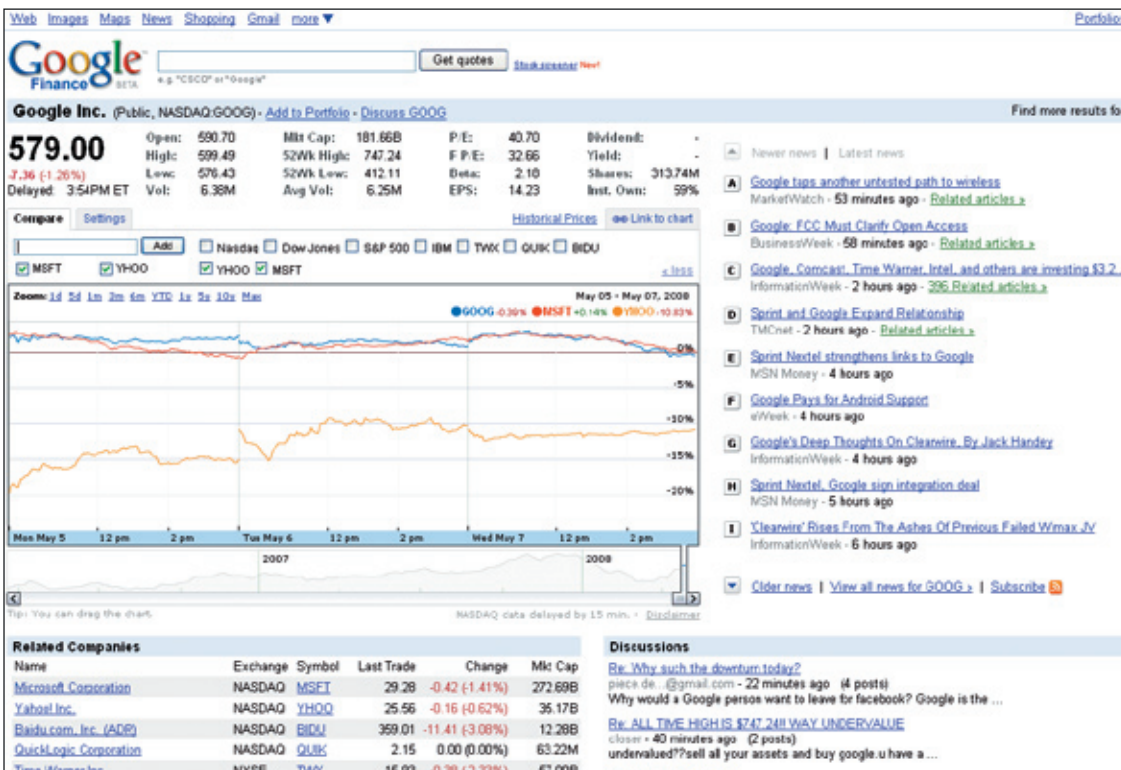 Web Images Maps News Shopping Gmail more ▼
Portfolio
Google
Finance BETA
Get quotes
Stock screener New!
e.g. "CSCO" or "Google"
Google Inc. (Public, NASDAQ:GOOG) - Add to Portfolio - Discuss GOOG
Find more results fo
579.00
-7.36 (-1.26%)
Delayed: 3:54PM ET
Open: 590.70 Mkt Cap: 181.66B P/E: 40.70 Dividend: -
High: 599.49 52Wk High: 747.24 F P/E: 32.66 Yield: -
Low: 576.43 52Wk Low: 412.11 Beta: 2.18 Shares: 313.74M
Vol: 6.38M Avg Vol: 6.25M EPS: 14.23 Inst. Own: 59%
Compare Settings Historical Prices Link to chart
Add Nasdaq Dow Jones S&P 500 IBM TWX QUIK BIDU
MSFT YHOO YHOO MSFT « less
Zoom: 1d 5d 1m 3m 6m YTD 1y 5y 10y Max
May 05 - May 07, 2008
GOOG -0.39% MSFT +0.14% YHOO -10.83%
0%
-5%
-10%
-15%
-20%
Mon May 5 12 pm 2 pm Tue May 6 12 pm 2 pm Wed May 7 12 pm 2 pm
2007 2008
Tip: You can drag the chart.
NASDAQ data delayed by 15 min. - Disclaimer
Newer news | Latest news
A Google taps another untested path to wireless
MarketWatch - 53 minutes ago - Related articles »
B Google: FCC Must Clarify Open Access
BusinessWeek - 58 minutes ago - Related articles »
C Google, Comcast, Time Warner, Intel, and others are investing $3.2...
InformationWeek - 2 hours ago - 396 Related articles »
D Sprint and Google Expand Relationship
TMCnet - 2 hours ago - Related articles »
E Sprint Nextel strengthens links to Google
MSN Money - 4 hours ago
F Google Pays for Android Support
eWeek - 4 hours ago
G Google's Deep Thoughts On Clearwire, By Jack Handey
InformationWeek - 4 hours ago
H Sprint Nextel, Google sign integration deal
MSN Money - 5 hours ago
I 'Clearwire' Rises From The Ashes Of Previous Failed Wimax JV
InformationWeek - 6 hours ago
Older news | View all news for GOOG » | Subscribe
Related Companies
Name Exchange Symbol Last Trade Change Mkt Cap
Microsoft Corporation NASDAQ MSFT 29.28 -0.42 (-1.41%) 272.69B
Yahoo! Inc. NASDAQ YHOO 25.56 -0.16 (-0.62%) 35.17B
Baidu.com, Inc. (ADR) NASDAQ BIDU 359.01 -11.41 (-3.08%) 12.28B
QuickLogic Corporation NASDAQ QUIK 2.15 0.00 (0.00%) 63.22M
Time Warner Inc. NYSE TWX
Discussions
Re: Why such the downturn today?
piece.de...@gmail.com - 22 minutes ago (4 posts)
Why would a Google person want to leave for facebook? Google is the ...
Re: ALL TIME HIGH IS $747.24!! WAY UNDERVALUE
closer - 40 minutes ago (2 posts)
undervalued??sell all your assets and buy google.u have a ...